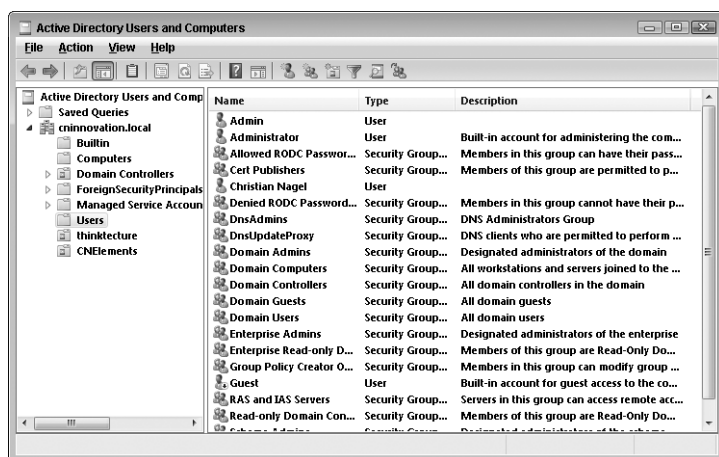 Active Directory Users and Computers
File Action View Help
Active Directory Users and Comp
Saved Queries
cninnovation.local
Builtin
Computers
Domain Controllers
ForeignSecurityPrincipals
Managed Service Accoun
Users
thinktecture
CNElements
Name Type Description
Admin User
Administrator User Built-in account for administering the com...
Allowed RODC Passwor... Security Group... Members in this group can have their pass...
Cert Publishers Security Group... Members of this group are permitted to p...
Christian Nagel User
Denied RODC Password... Security Group... Members in this group cannot have their p...
DnsAdmins Security Group... DNS Administrators Group
DnsUpdateProxy Security Group... DNS clients who are permitted to perform ...
Domain Admins Security Group... Designated administrators of the domain
Domain Computers Security Group... All workstations and servers joined to the ...
Domain Controllers Security Group... All domain controllers in the domain
Domain Guests Security Group... All domain guests
Domain Users Security Group... All domain users
Enterprise Admins Security Group... Designated administrators of the enterprise
Enterprise Read-only D... Security Group... Members of this group are Read-Only Do...
Group Policy Creator O... Security Group... Members in this group can modify group ...
Guest User Built-in account for guest access to the co...
RAS and IAS Servers Security Group... Servers in this group can access remote acc...
Read-only Domain Con... Security Group... Members of this group are Read-Only Do...